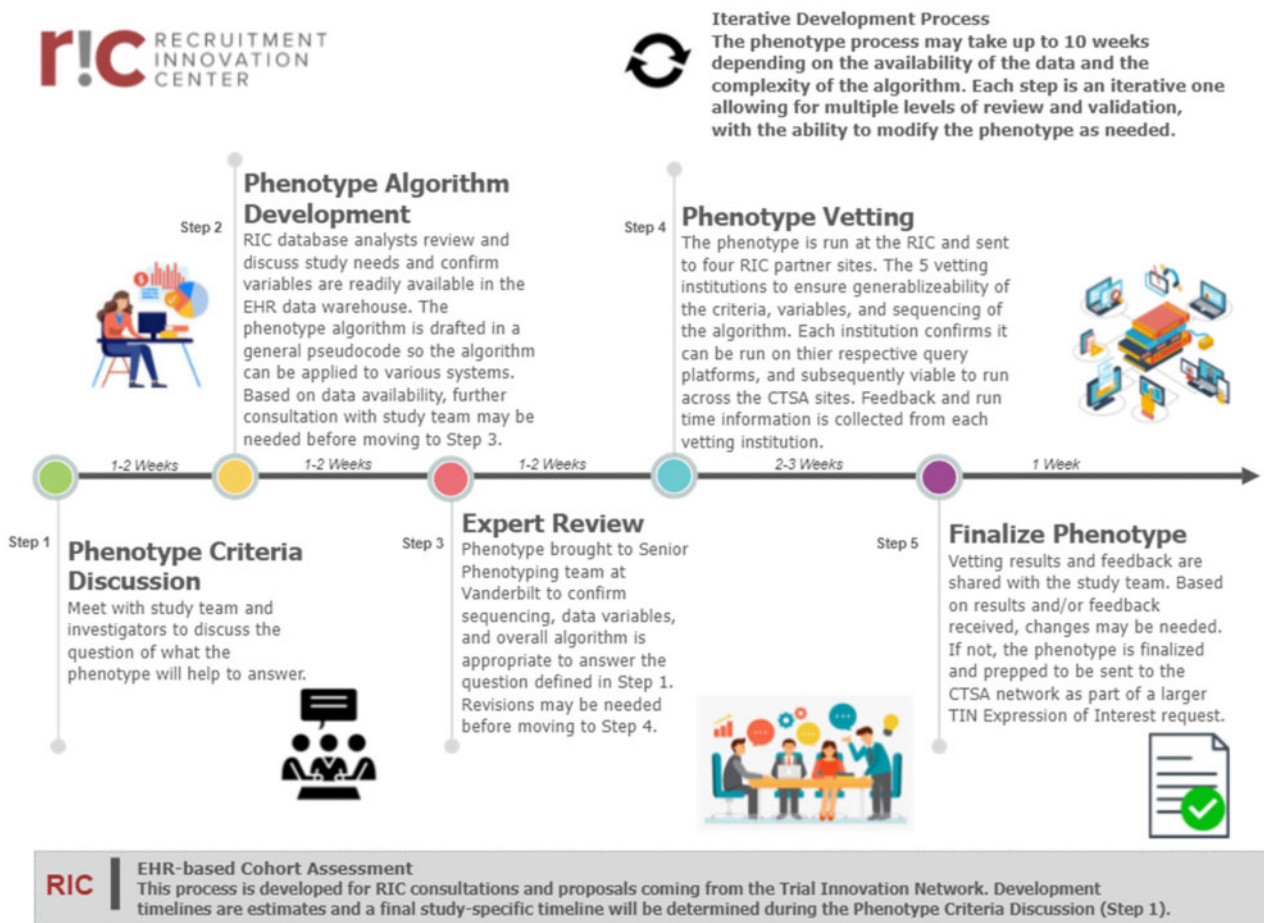 r!c RECRUITMENT
INNOVATION
CENTER
Iterative Development Process
The phenotype process may take up to 10 weeks
depending on the availability of the data and the
complexity of the algorithm. Each step is an iterative one
allowing for multiple levels of review and validation,
with the ability to modify the phenotype as needed.
Step 2
Phenotype Algorithm
Development
RIC database analysts review and
discuss study needs and confirm
variables are readily available in the
EHR data warehouse. The
phenotype algorithm is drafted in a
general pseudocode so the algorithm
can be applied to various systems.
Based on data availability, further
consultation with study team may be
needed before moving to Step 3.
Step 4
Phenotype Vetting
The phenotype is run at the RIC and sent
to four RIC partner sites. The 5 vetting
institutions to ensure generablizeability of
the criteria, variables, and sequencing of
the algorithm. Each institution confirms it
can be run on thier respective query
platforms, and subsequently viable to run
across the CTSA sites. Feedback and run
time information is collected from each
vetting institution.
1-2 Weeks
1-2 Weeks
1-2 Weeks
2-3 Weeks
1 Week
Step 1
Phenotype Criteria
Discussion
Meet with study team and
investigators to discuss the
question of what the
phenotype will help to answer.
Step 3
Expert Review
Phenotype brought to Senior
Phenotyping team at
Vanderbilt to confirm
sequencing, data variables,
and overall algorithm is
appropriate to answer the
question defined in Step 1.
Revisions may be needed
before moving to Step 4.
Step 5
Finalize Phenotype
Vetting results and feedback are
shared with the study team. Based
on results and/or feedback
received, changes may be needed.
If not, the phenotype is finalized
and prepped to be sent to the
CTSA network as part of a larger
TIN Expression of Interest request.
RIC
EHR-based Cohort Assessment
This process is developed for RIC consultations and proposals coming from the Trial Innovation Network. Development
timelines are estimates and a final study-specific timeline will be determined during the Phenotype Criteria Discussion (Step 1).